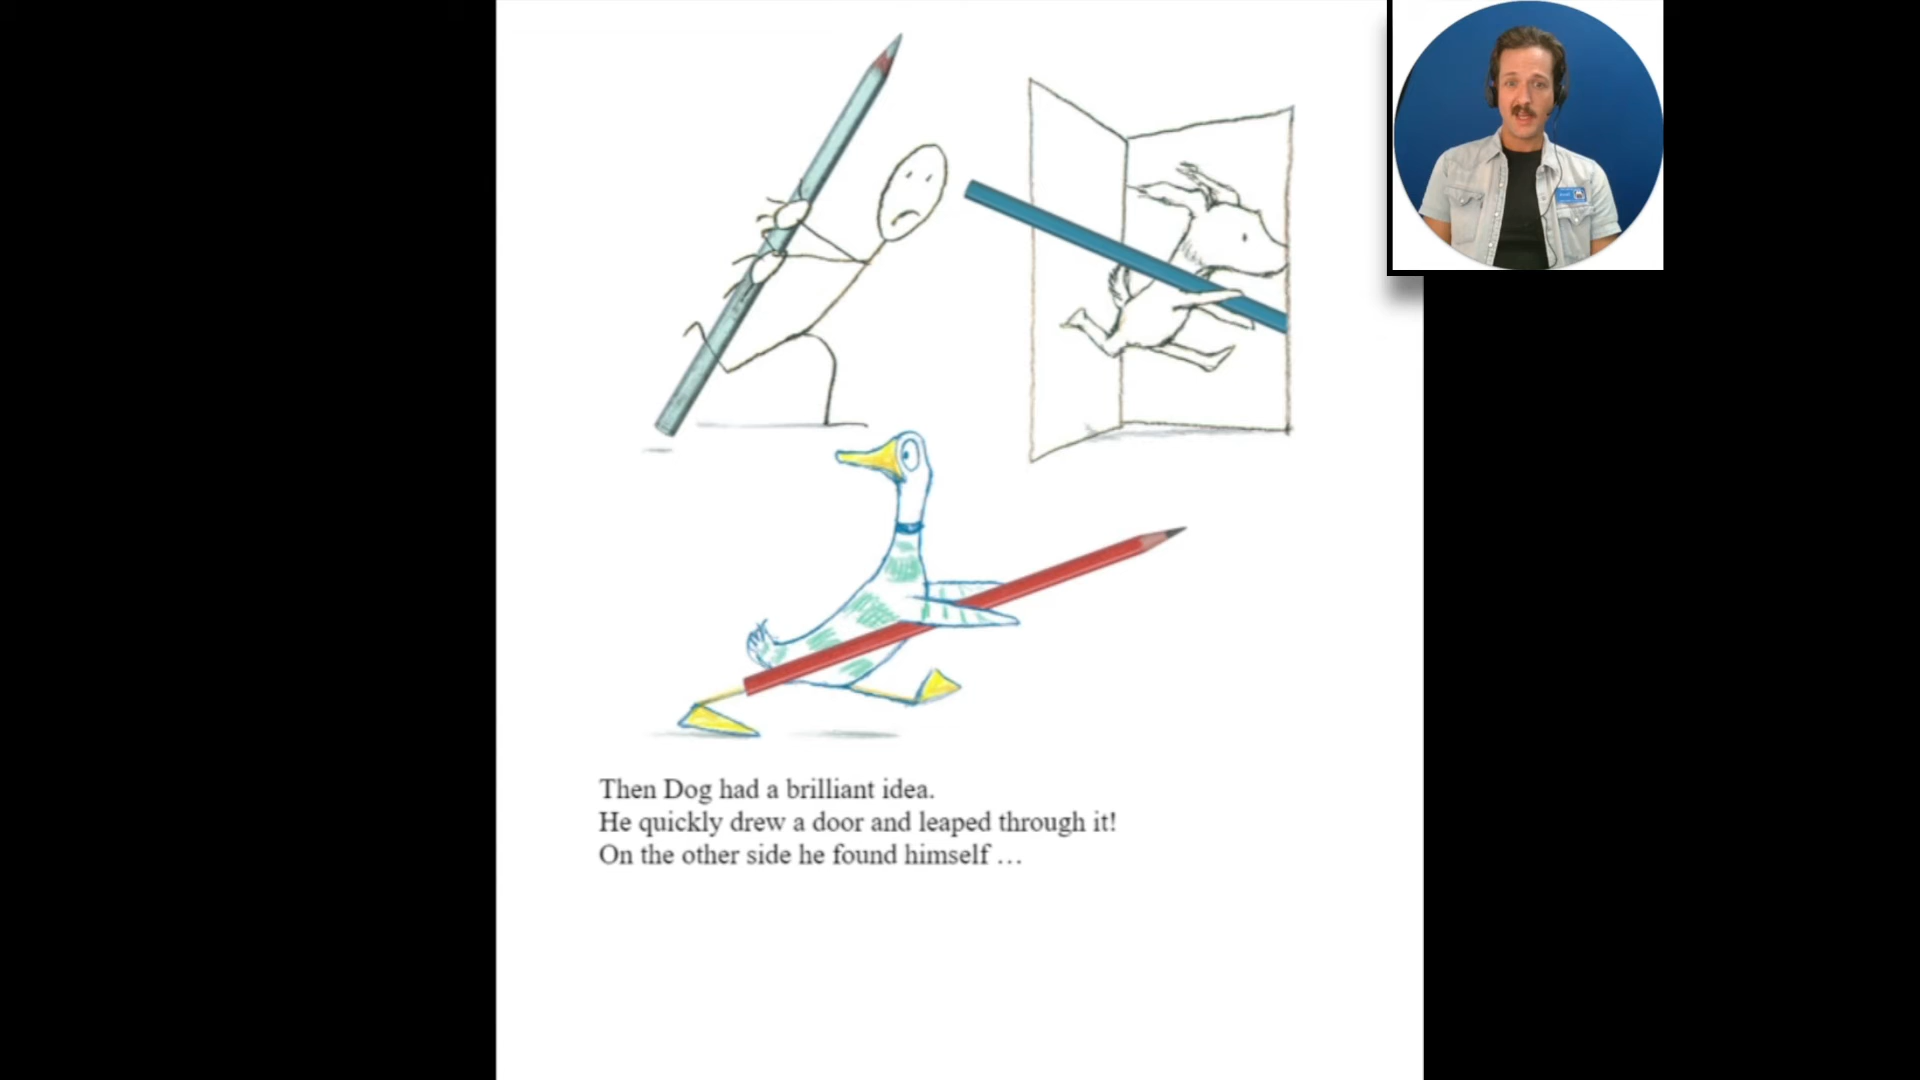 Then Dog had a brilliant idea.
He quickly drew a door and leaped through it!
On the other side he found himself …